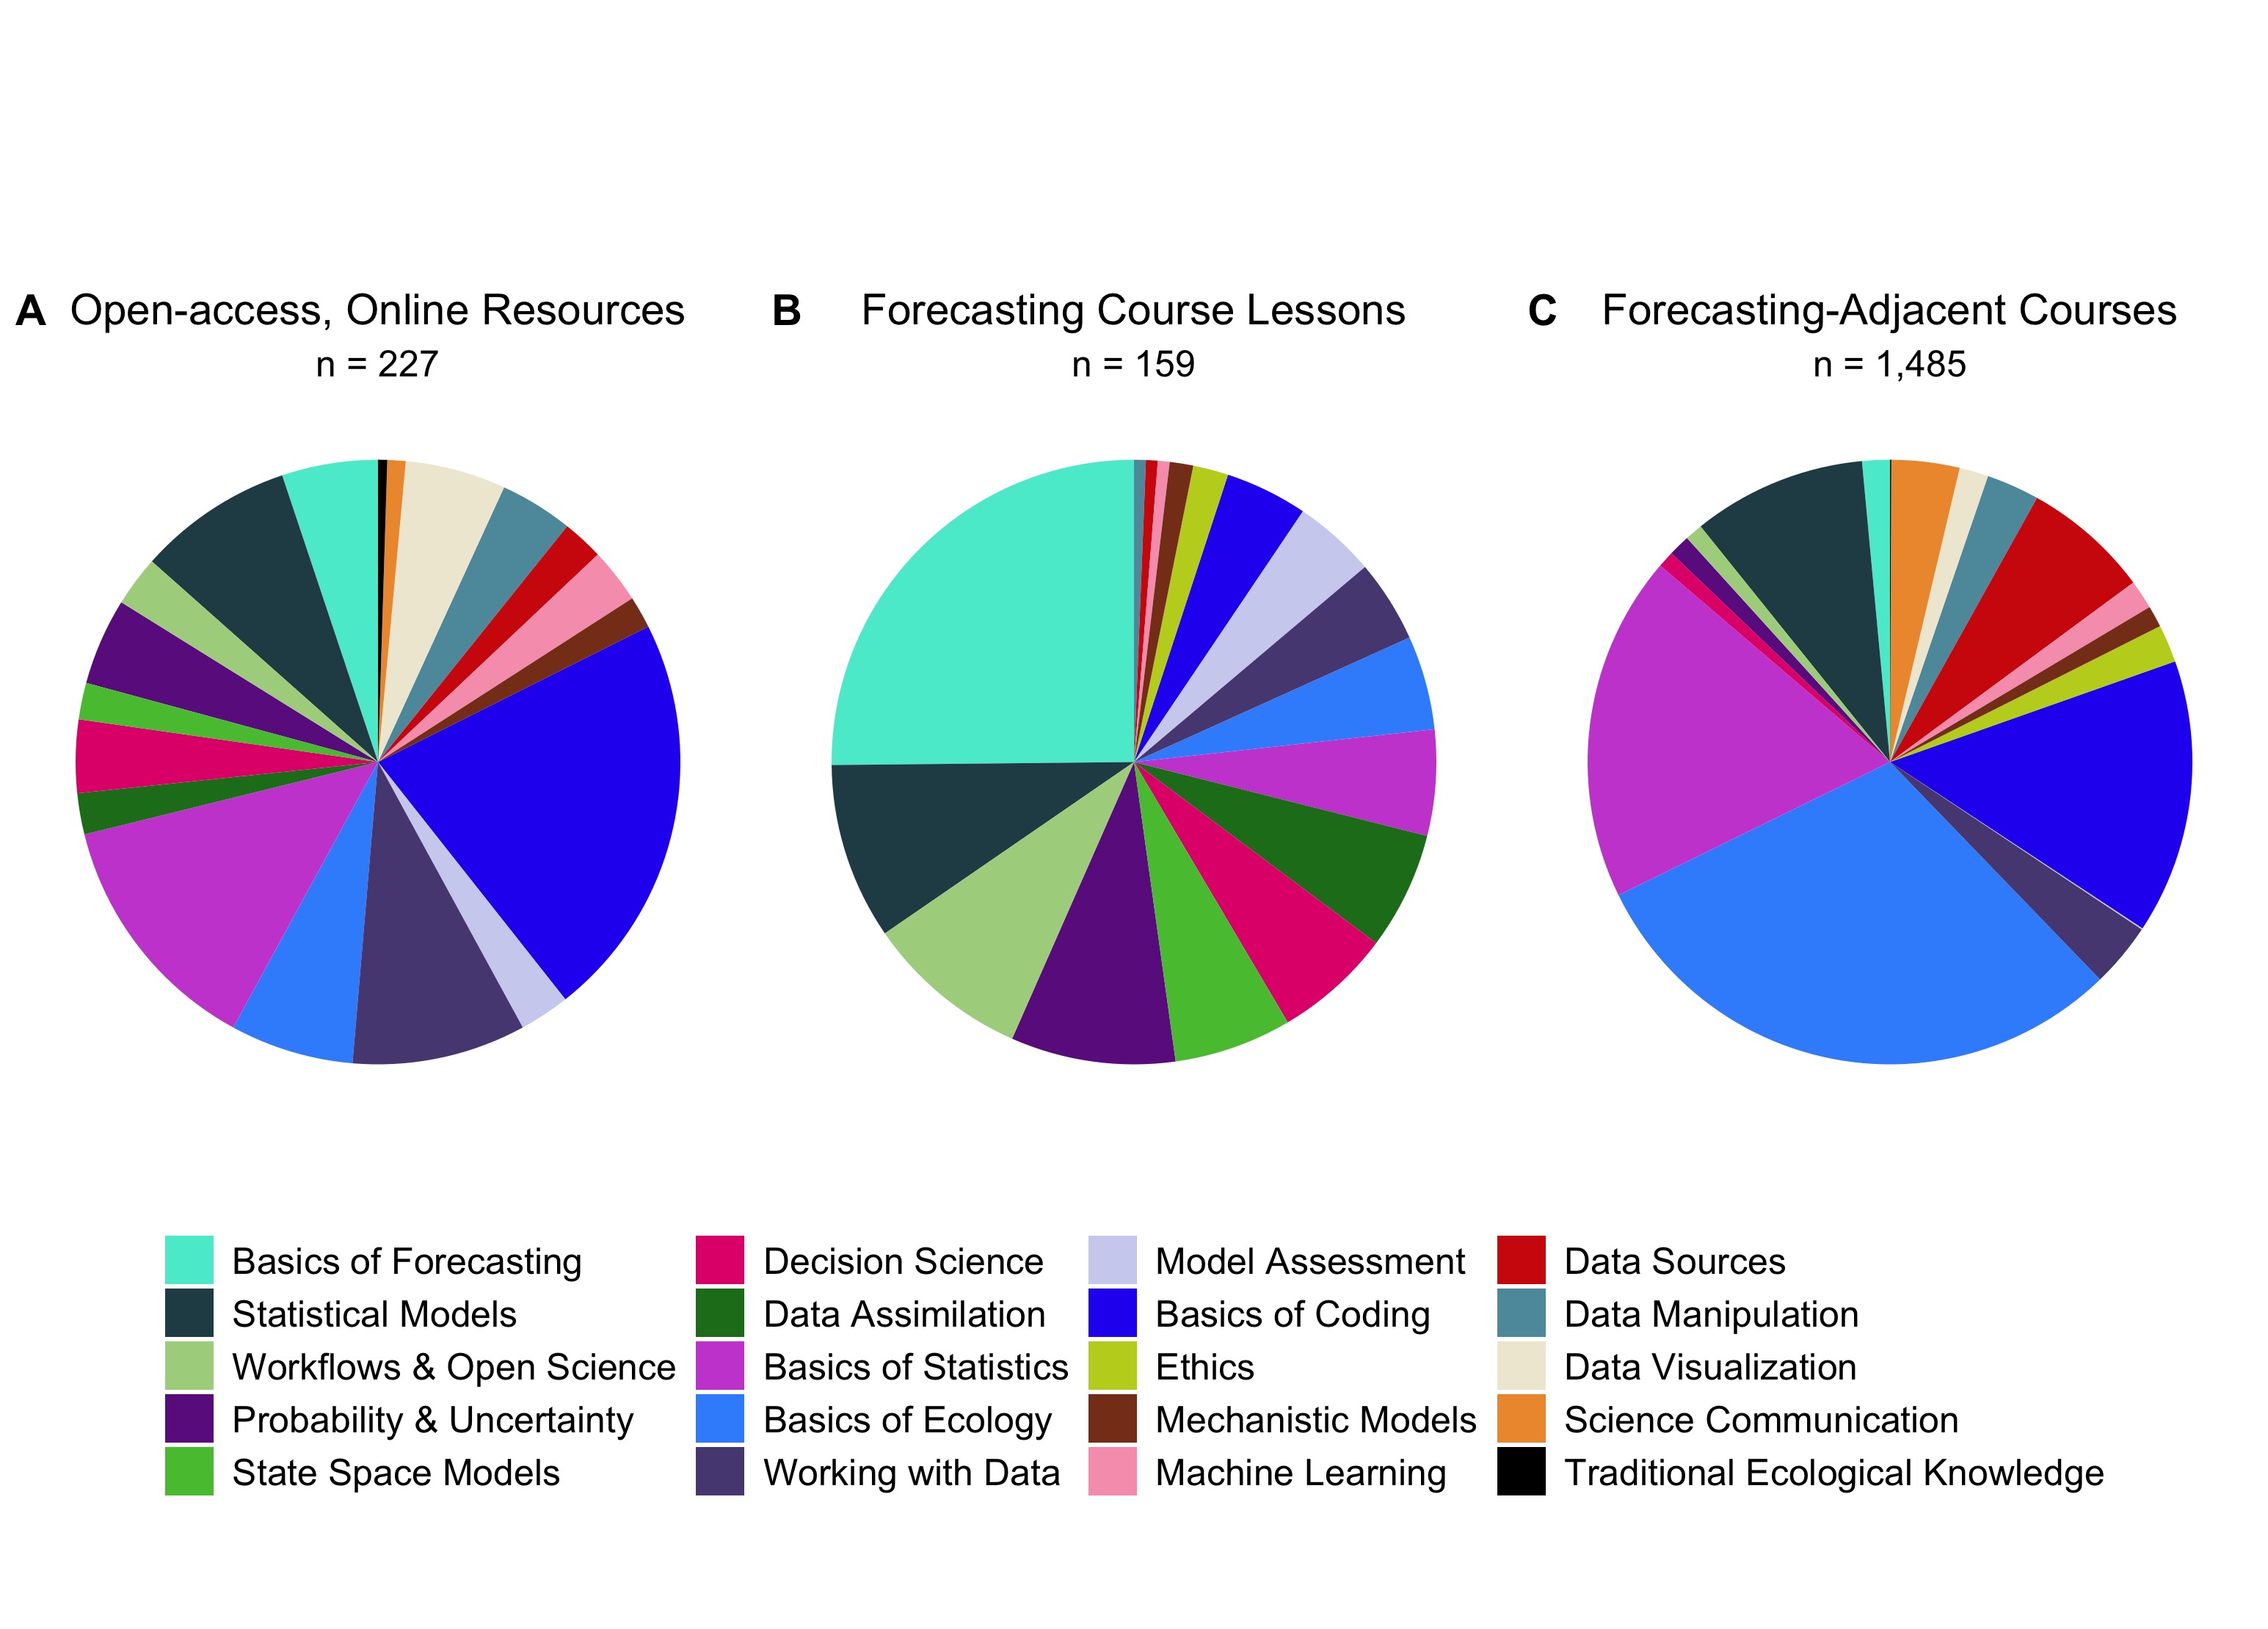 A Open-access, Online Resources
n = 227
B Forecasting Course Lessons
n = 159
C Forecasting-Adjacent Courses
n = 1,485
Basics of Forecasting
Statistical Models
Workflows & Open Science
Probability & Uncertainty
State Space Models
Decision Science
Data Assimilation
Basics of Statistics
Basics of Ecology
Working with Data
Model Assessment
Basics of Coding
Ethics
Mechanistic Models
Machine Learning
Data Sources
Data Manipulation
Data Visualization
Science Communication
Traditional Ecological Knowledge